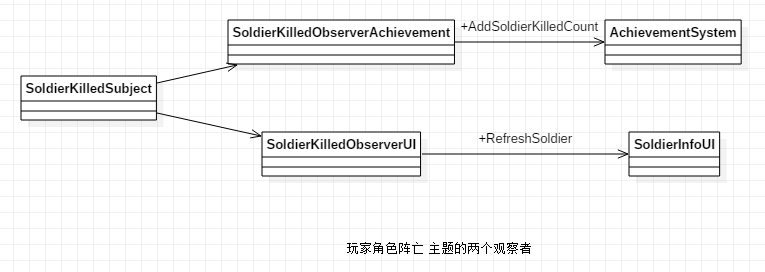 SoldierKilledObserverAchievement
+AddSoldierKilledCount
AchievementSystem
SoldierKilledSubject
SoldierKilledObserverUI
+RefreshSoldier
SoldierInfoUI
玩家角色阵亡 主题的两个观察者